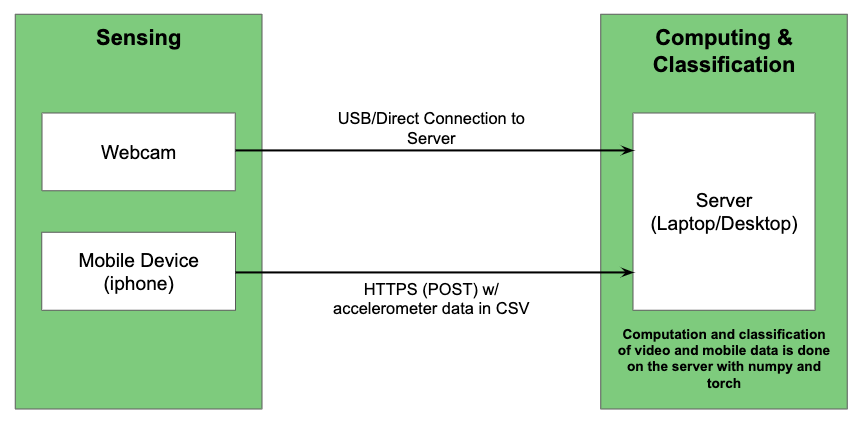 Sensing
Webcam
Mobile Device
(iphone)
USB/Direct Connection to
Server
HTTPS (POST) w/
accelerometer data in CSV
Computing &
Classification
Server
(Laptop/Desktop)
Computation and classification
of video and mobile data is done
on the server with numpy and
torch